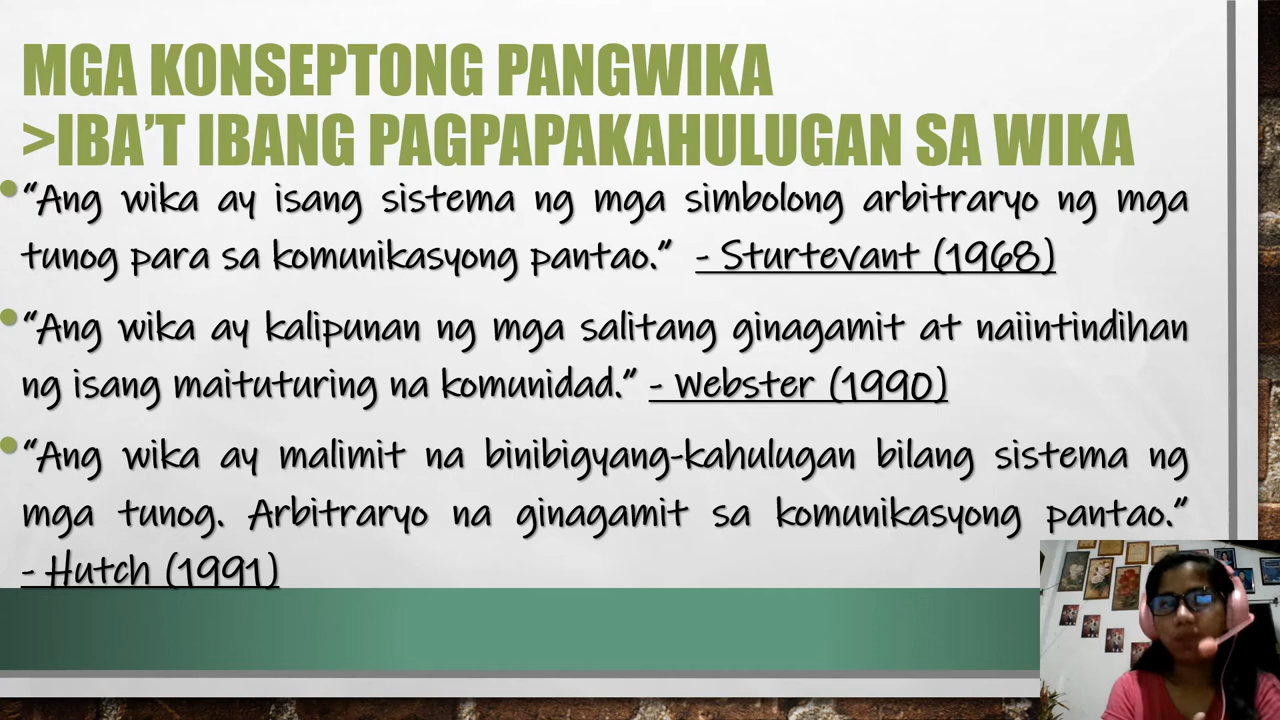 MGA KONSEPTONG PANGWIKA
>IBA’T IBANG PAGPAPAKAHULUGAN SA WIKA
“Ang wika ay isang sistema ng mga simbolong arbitraryo ng mga
tunog para sa komunikasyong pantao.” - Sturtevant (1968)
“Ang wika ay kalipunan ng mga salitang ginagamit at naiintindihan
ng isang maituturing na komunidad.” - Webster (1990)
“Ang wika ay malimit na binibigyang-kahulugan bilang sistema ng
mga tunog. Arbitraryo na ginagamit sa komunikasyong pantao.”
- Hutch (1991)